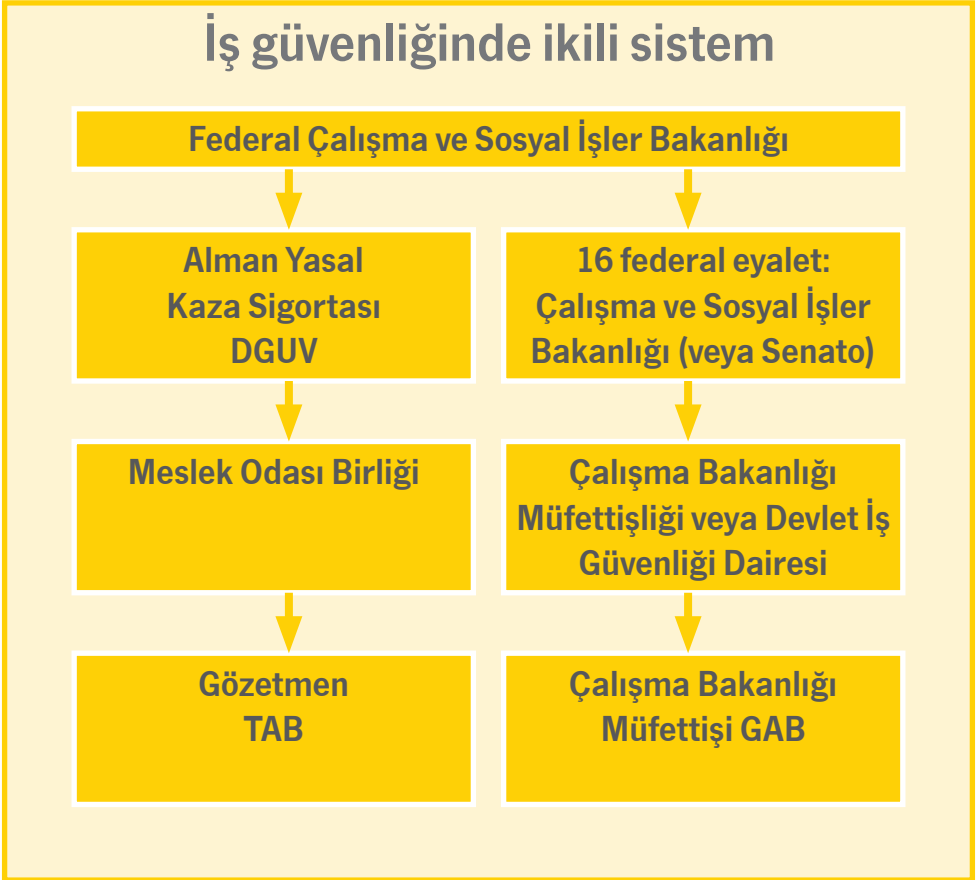 İş güvenliğinde ikili sistem
Federal Çalışma ve Sosyal İşler Bakanlığı
Alman Yasal
Kaza Sigortası
DGUV
16 federal eyalet:
Çalışma ve Sosyal İşler
Bakanlığı (veya Senato)
Meslek Odası Birliği
Çalışma Bakanlığı
Müfettişliği veya Devlet İş
Güvenliği Dairesi
Gözetmen
TAB
Çalışma Bakanlığı
Müfettişi GAB